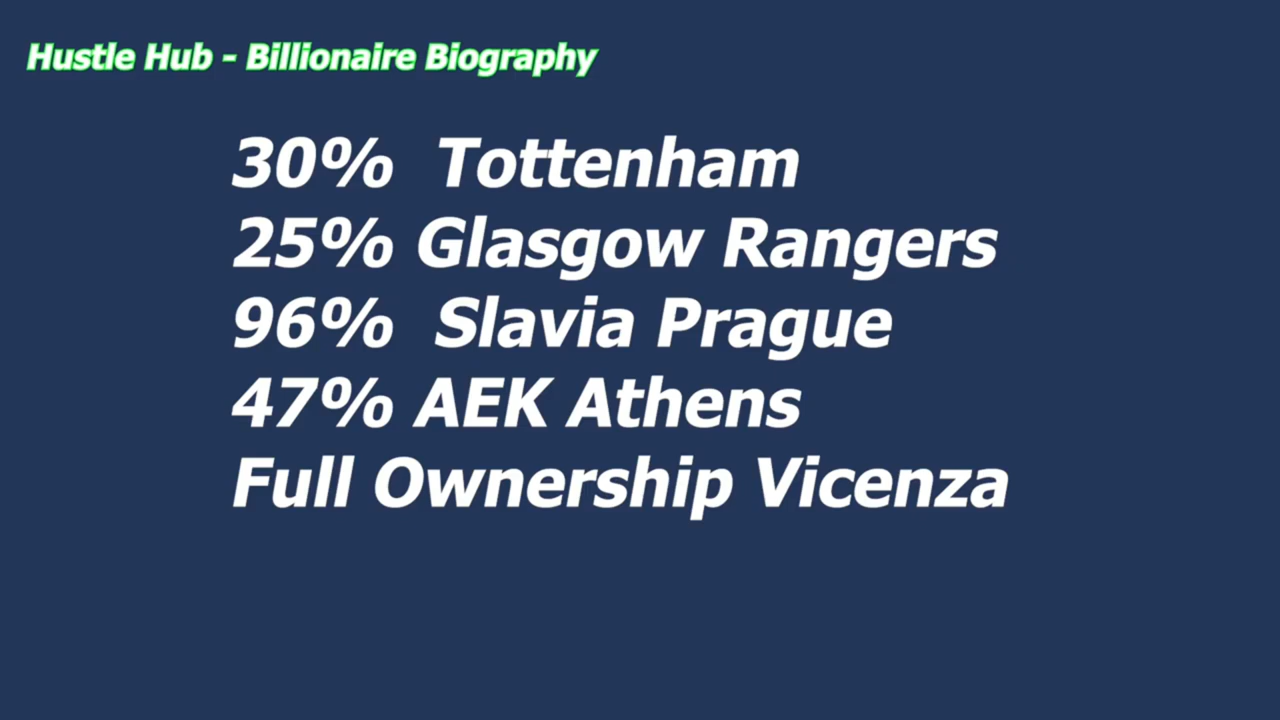 Hustle Hub - Billionaire Biography
30% Tottenham
25% Glasgow Rangers
96% Slavia Prague
47% AEK Athens
Full Ownership Vicenza